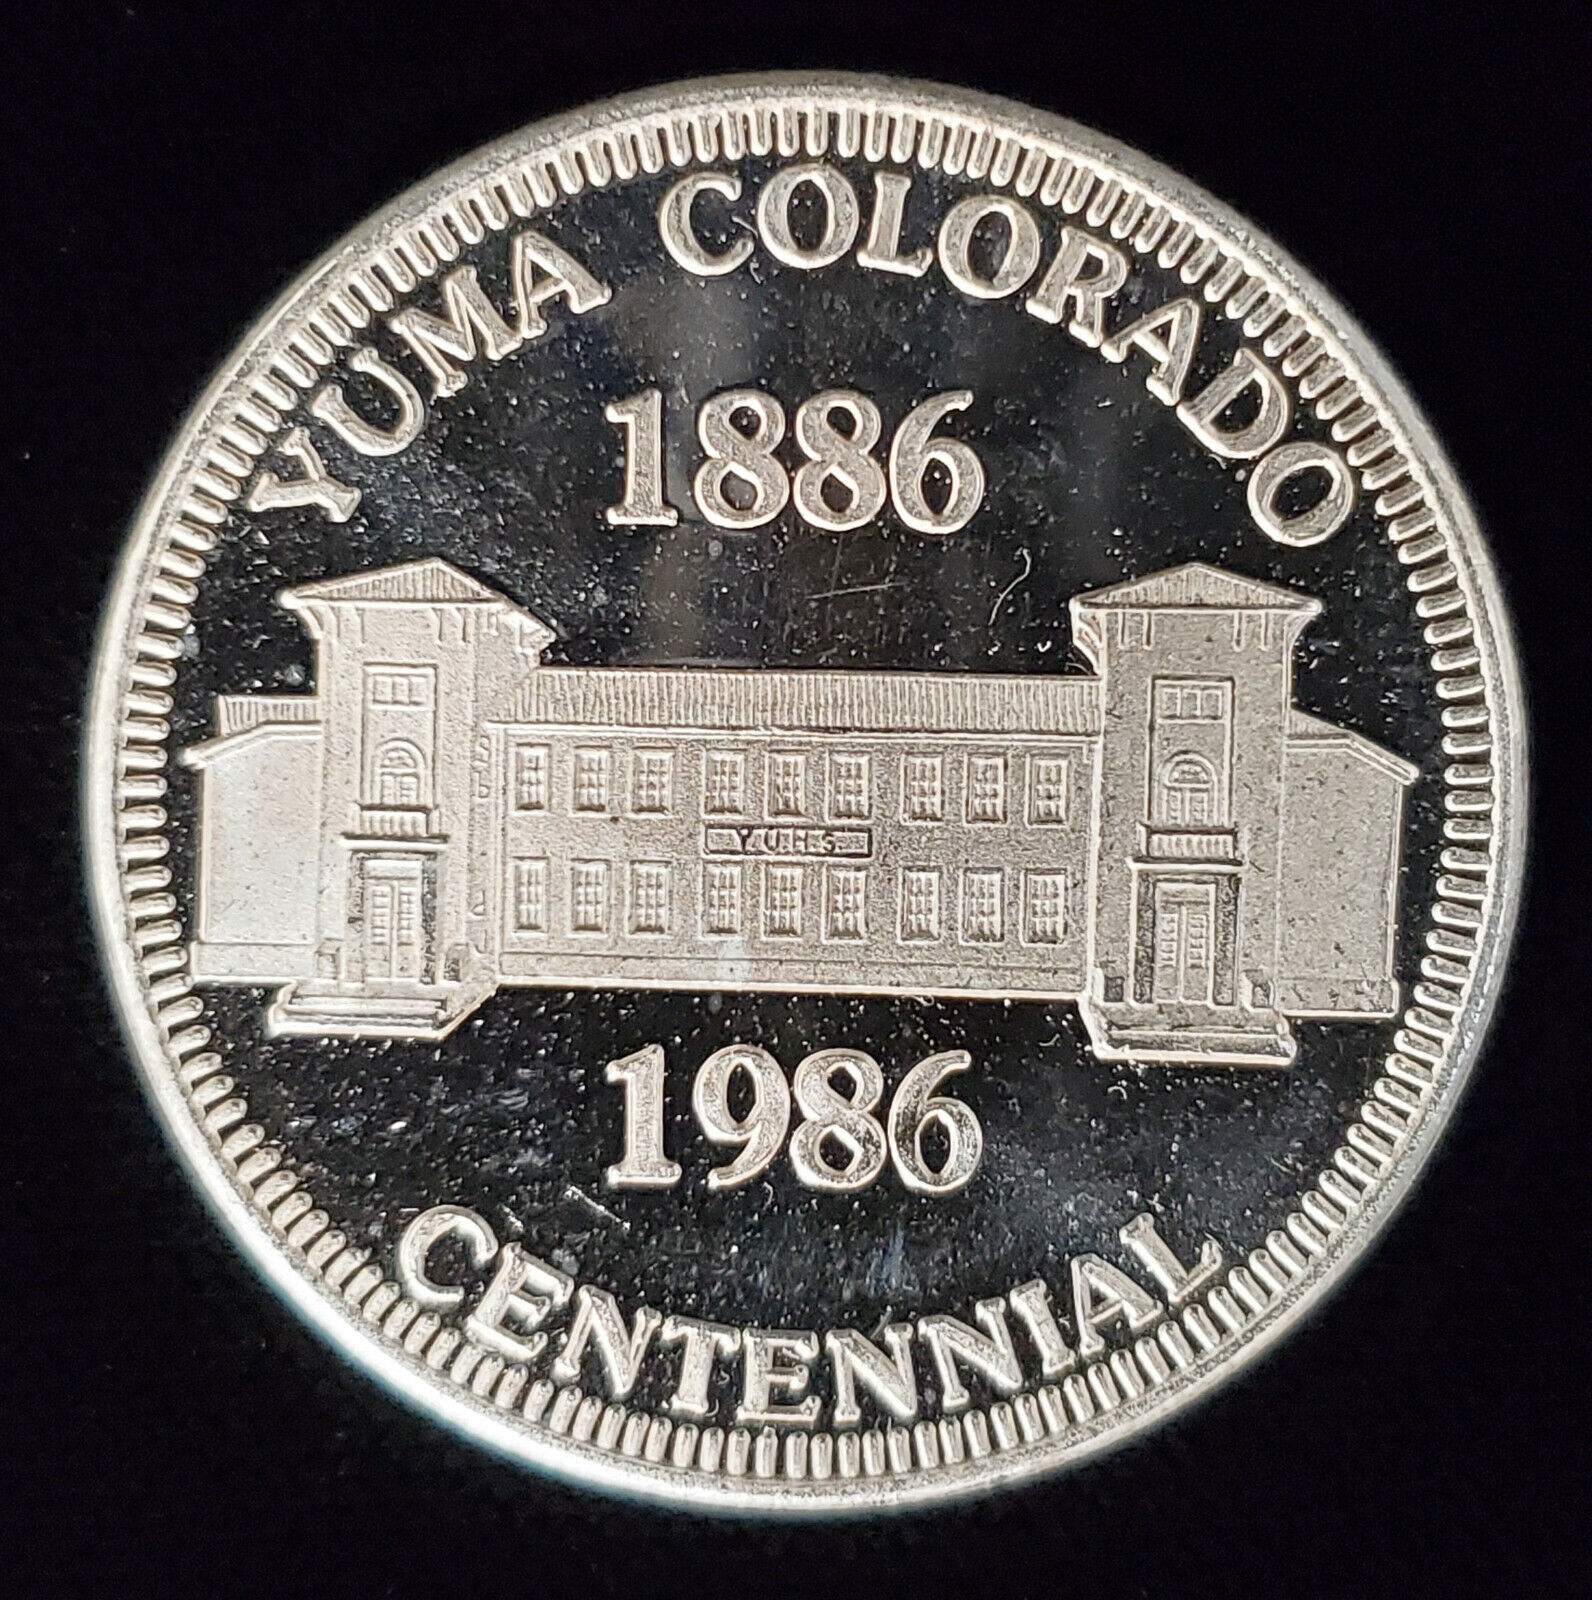 YUMA COLORADO
1886
Y.U.H.S.
1986
CENTENNIAL